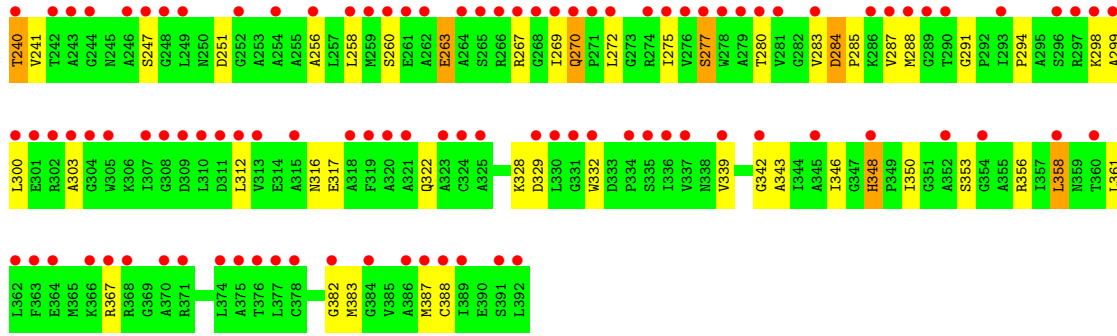 T240 V241 T242 A243 G244 N245 A246 S247 G248 L249 N250 D251 G252 A253 A254 A255 A256 L257 L258 M259 S260 E261 A262 E263 A264 S265 R266 R267 G268 I269 Q270 P271 L272 G273 R274 I275 V276 S277 W278 A279 T280 V281 G282 V283 D284 P285 K286 V287 M288 G289 T290 G291 P292 I293 P294 A295 S296 R297 K298 A299
L300 E301 R302 A303 G304 W305 K306 I307 G308 D309 L310 D311 L312 V313 E314 A315 N316 E317 A318 F319 A320 A321 Q322 A323 C324 A325 K328 D329 L330 G331 W332 D333 P334 S335 I336 V337 N338 V339 G342 A343 I344 A345 I346 G347 H348 P349 I350 G351 A352 S353 G354 A355 R356 I357 L358 N359 T360 L361
L362 F363 E364 M365 K366 R367 R368 G369 A370 R371 L374 A375 T376 L377 C378 G382 M383 G384 V385 A386 M387 C388 I389 E390 S391 L392